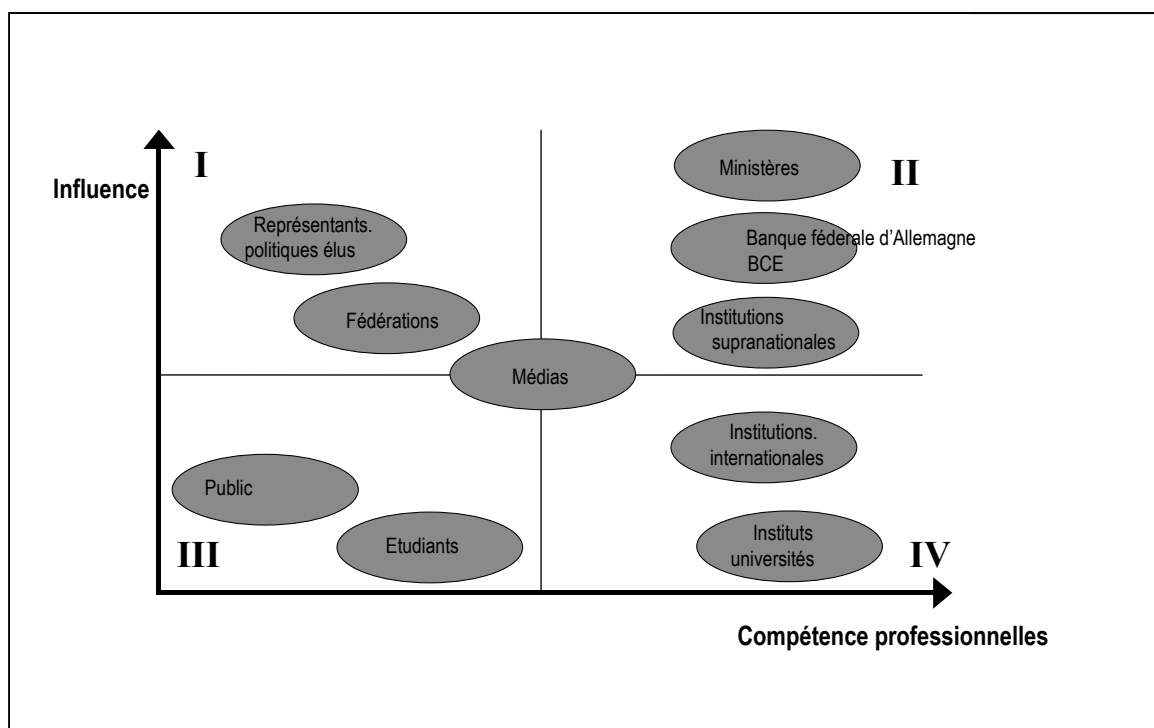 I
Influence
Représentants.
politiques élus
Fédérations
Ministères
II
Banque féderale d'Allemagne
BCE
Institutions
supranationales
Médias
Public
III
Etudiants
Institutions.
internationales
Instituts
universités
IV
Compétence professionnelles